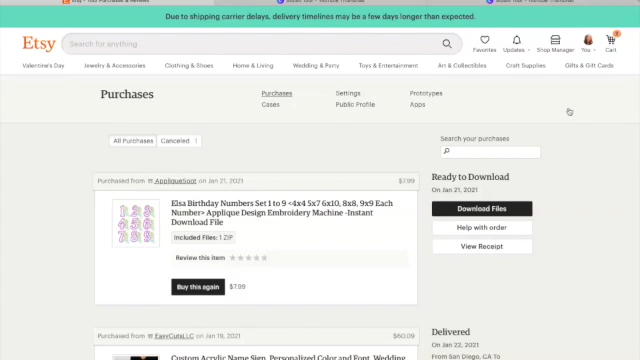 Etsy - Your Purchases & Reviews
Due to shipping carrier delays, delivery timelines may be a few days longer than expected.
Etsy
Search for anything
Favorites
Updates
Shop Manager
You
Cart
Valentine's Day
Jewelry & Accessories
Clothing & Shoes
Home & Living
Wedding & Party
Toys & Entertainment
Art & Collectibles
Craft Supplies
Gifts & Gift Cards
Purchases
Purchases
Settings
Prototypes
Cases
Public Profile
Apps
All Purchases
Canceled
Search your purchases
Purchased from AppliqueSpot on Jan 21, 2021
$7.99
Elsa Birthday Numbers Set 1 to 9 <4x4 5x7 6x10, 8x8, 9x9 Each
Number> Applique Design Embroidery Machine -Instant
Download File
Included Files: 1 ZIP
Review this item
Buy this again
$7.99
Ready to Download
On Jan 21, 2021
Download Files
Help with order
View Receipt
Purchased from EasyCutsLLC on Jan 19, 2021
$60.09
Custom Acrylic Name Sign, Personalized Color and Font, Wedding
Delivered
On Jan 22, 2021
From San Diego, CA To